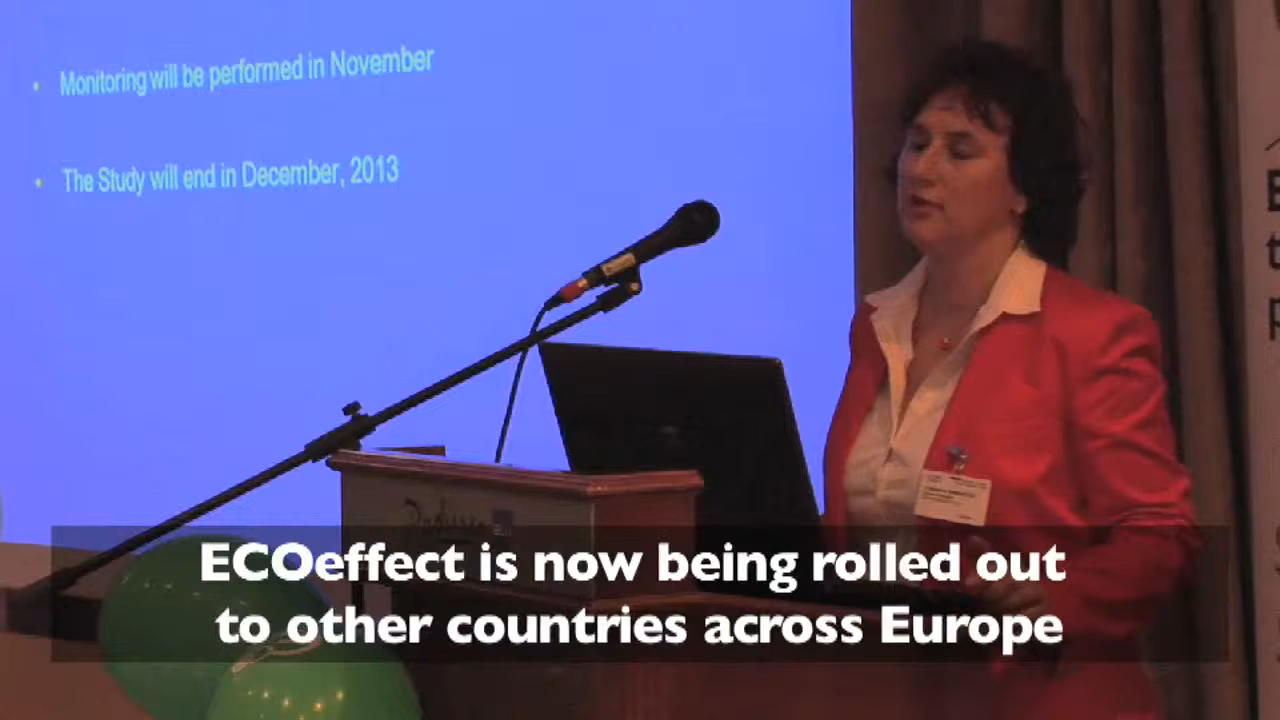 • Monitoring will be performed in November
• The Study will end in December, 2013
Radisson
ECOeffect is now being rolled out
to other countries across Europe